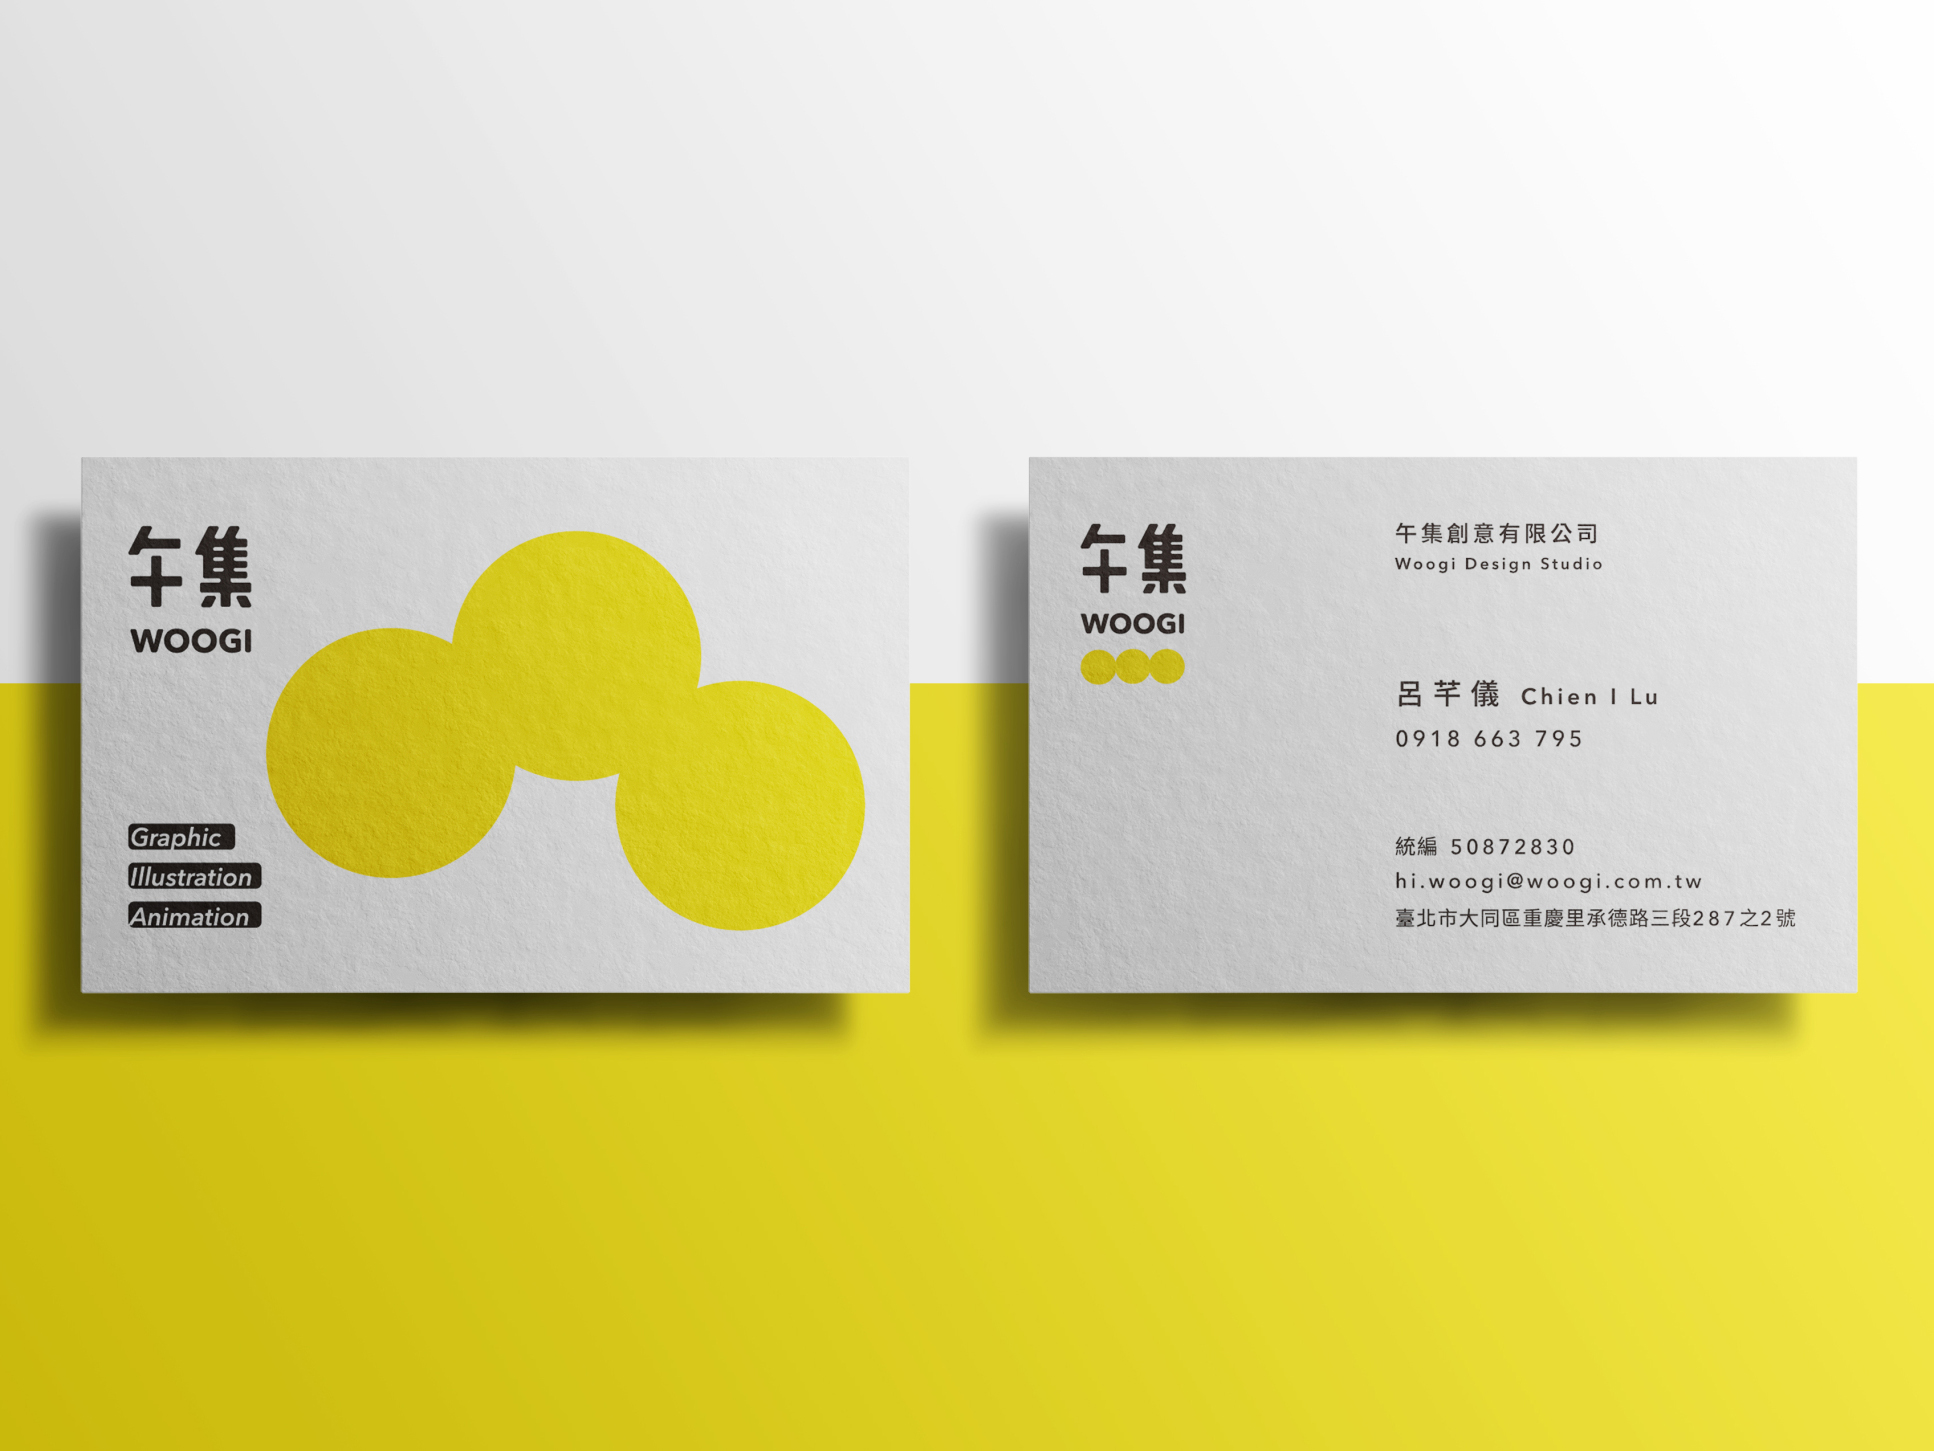 午集
WOOGI
Graphic
Illustration
Animation
午集
WOOGI
午集創意有限公司
Woogi Design Studio
呂芊儀 Chien I Lu
0918 663 795
統編 50872830
hi.woogi@woogi.com.tw
臺北市大同區重慶里承德路三段287之2號